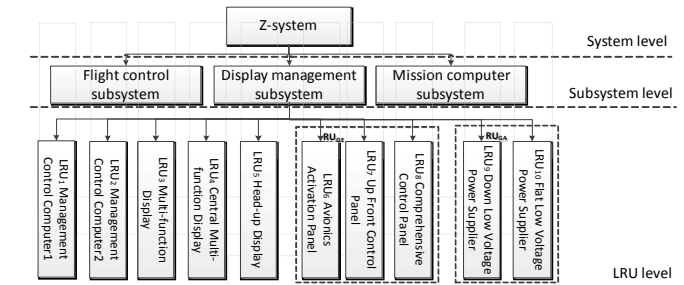 Z-system
System level
Flight control
subsystem
Display management
subsystem
Mission computer
subsystem
Subsystem level
LRU₁ Management
Control Computer1
LRU₂ Management
Control Computer2
LRU₃ Multi-function
Display
LRU₄ Central Multi-
function Display
LRU₅ Head-up Display
RUGE
LRU₆ Avionics
Activation Panel
LRU₇ Up Front Control
Panel
LRU₈ Comprehensive
Control Panel
RUGA
LRU₉ Down Low Voltage
Power Supplier
LRU₁₀ Flat Low Voltage
Power Supplier
LRU level